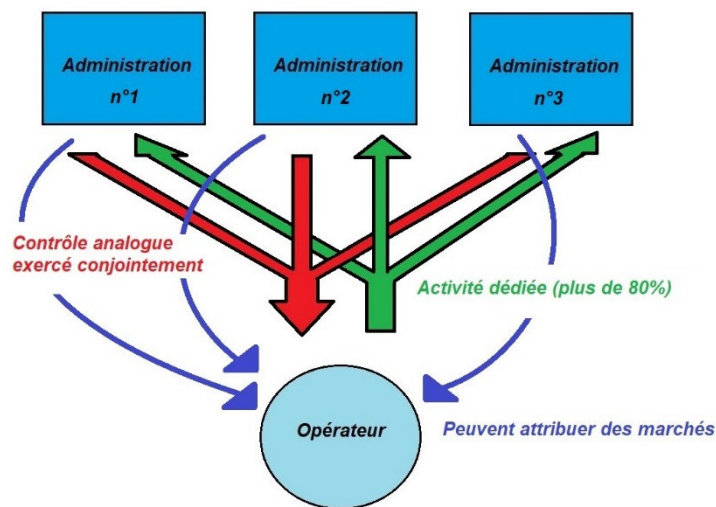 Administration
n°1
Administration
n°2
Administration
n°3
Contrôle analogue
exercé conjointement
Activité dédiée (plus de 80%)
Opérateur
Peuvent attribuer des marchés